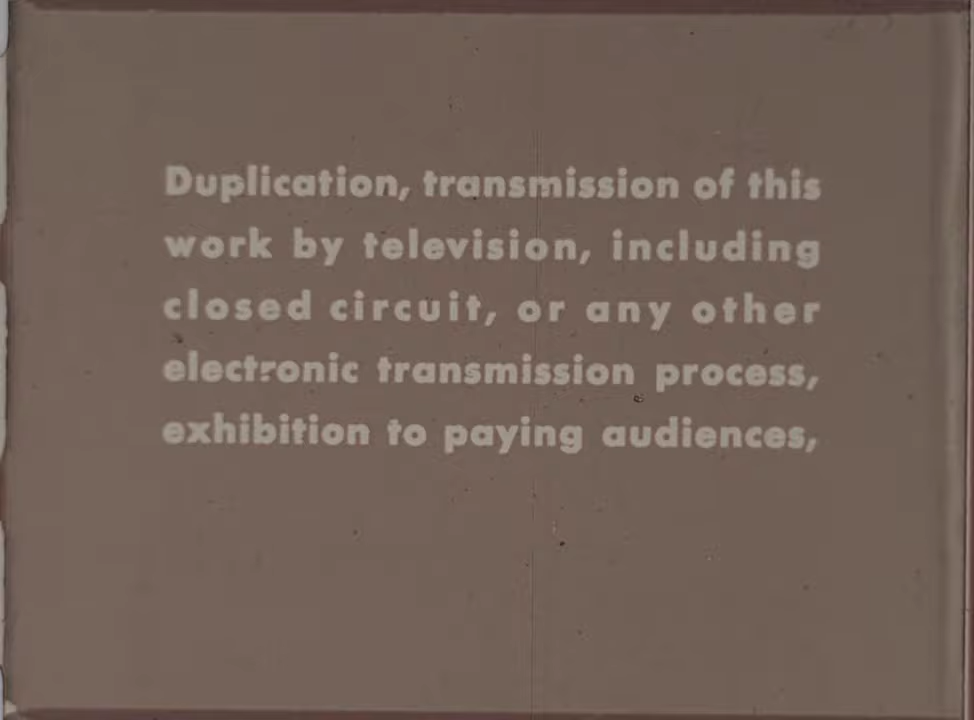 Duplication, transmission of this
work by television, including
closed circuit, or any other
electronic transmission process,
exhibition to paying audiences,